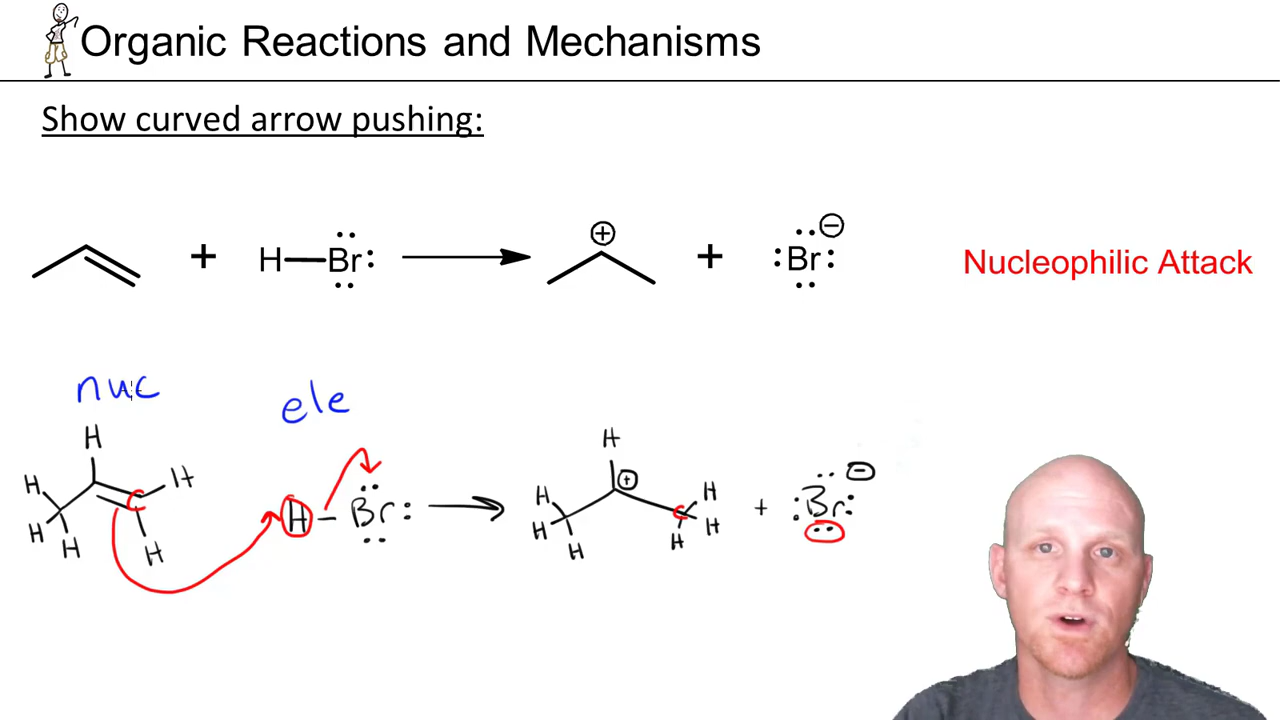 Organic Reactions and Mechanisms
Show curved arrow pushing:
+ H—Br: + :Br: ⊖ Nucleophilic Attack
⊕
nuc ele
H H H H H H
H–Br:
H H H H H H
⊕
+ :Br: ⊖